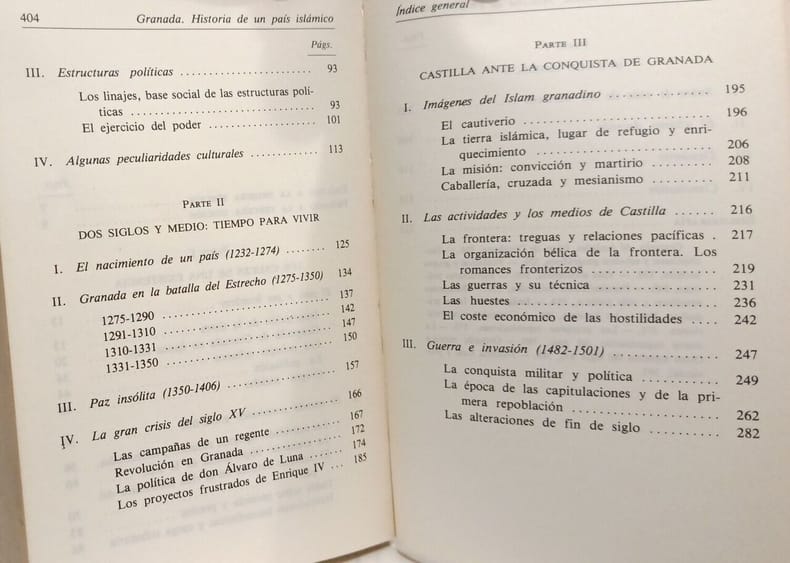 404 Granada. Historia de un país islámico
Págs.
III. Estructuras políticas ........................ 93
Los linajes, base social de las estructuras polí-
ticas ................................ 93
El ejercicio del poder .................... 101
IV. Algunas peculiaridades culturales ............. 113
PARTE II
DOS SIGLOS Y MEDIO: TIEMPO PARA VIVIR
I. El nacimiento de un país (1232-1274) ........ 125
II. Granada en la batalla del Estrecho (1275-1350) 134
1275-1290 ............................ 137
1291-1310 ............................ 142
1310-1331 ............................ 147
1331-1350 ............................ 150
III. Paz insólita (1350-1406) .................... 157
IV. La gran crisis del siglo XV .................. 166
Las campañas de un regente ............... 167
Revolución en Granada .................. 172
La política de don Álvaro de Luna ....... 174
Los proyectos frustrados de Enrique IV ... 185
Índice general
PARTE III
CASTILLA ANTE LA CONQUISTA DE GRANADA
I. Imágenes del Islam granadino ............... 195
El cautiverio ............................ 196
La tierra islámica, lugar de refugio y enri-
quecimiento ......................... 206
La misión: convicción y martirio .......... 208
Caballería, cruzada y mesianismo ......... 211
II. Las actividades y los medios de Castilla ...... 216
La frontera: treguas y relaciones pacíficas . 217
La organización bélica de la frontera. Los
romances fronterizos .................. 219
Las guerras y su técnica .................. 231
Las huestes ............................ 236
El coste económico de las hostilidades .... 242
III. Guerra e invasión (1482-1501) ............... 247
La conquista militar y política ........... 249
La época de las capitulaciones y de la pri-
mera repoblación ..................... 262
Las alteraciones de fin de siglo .......... 282